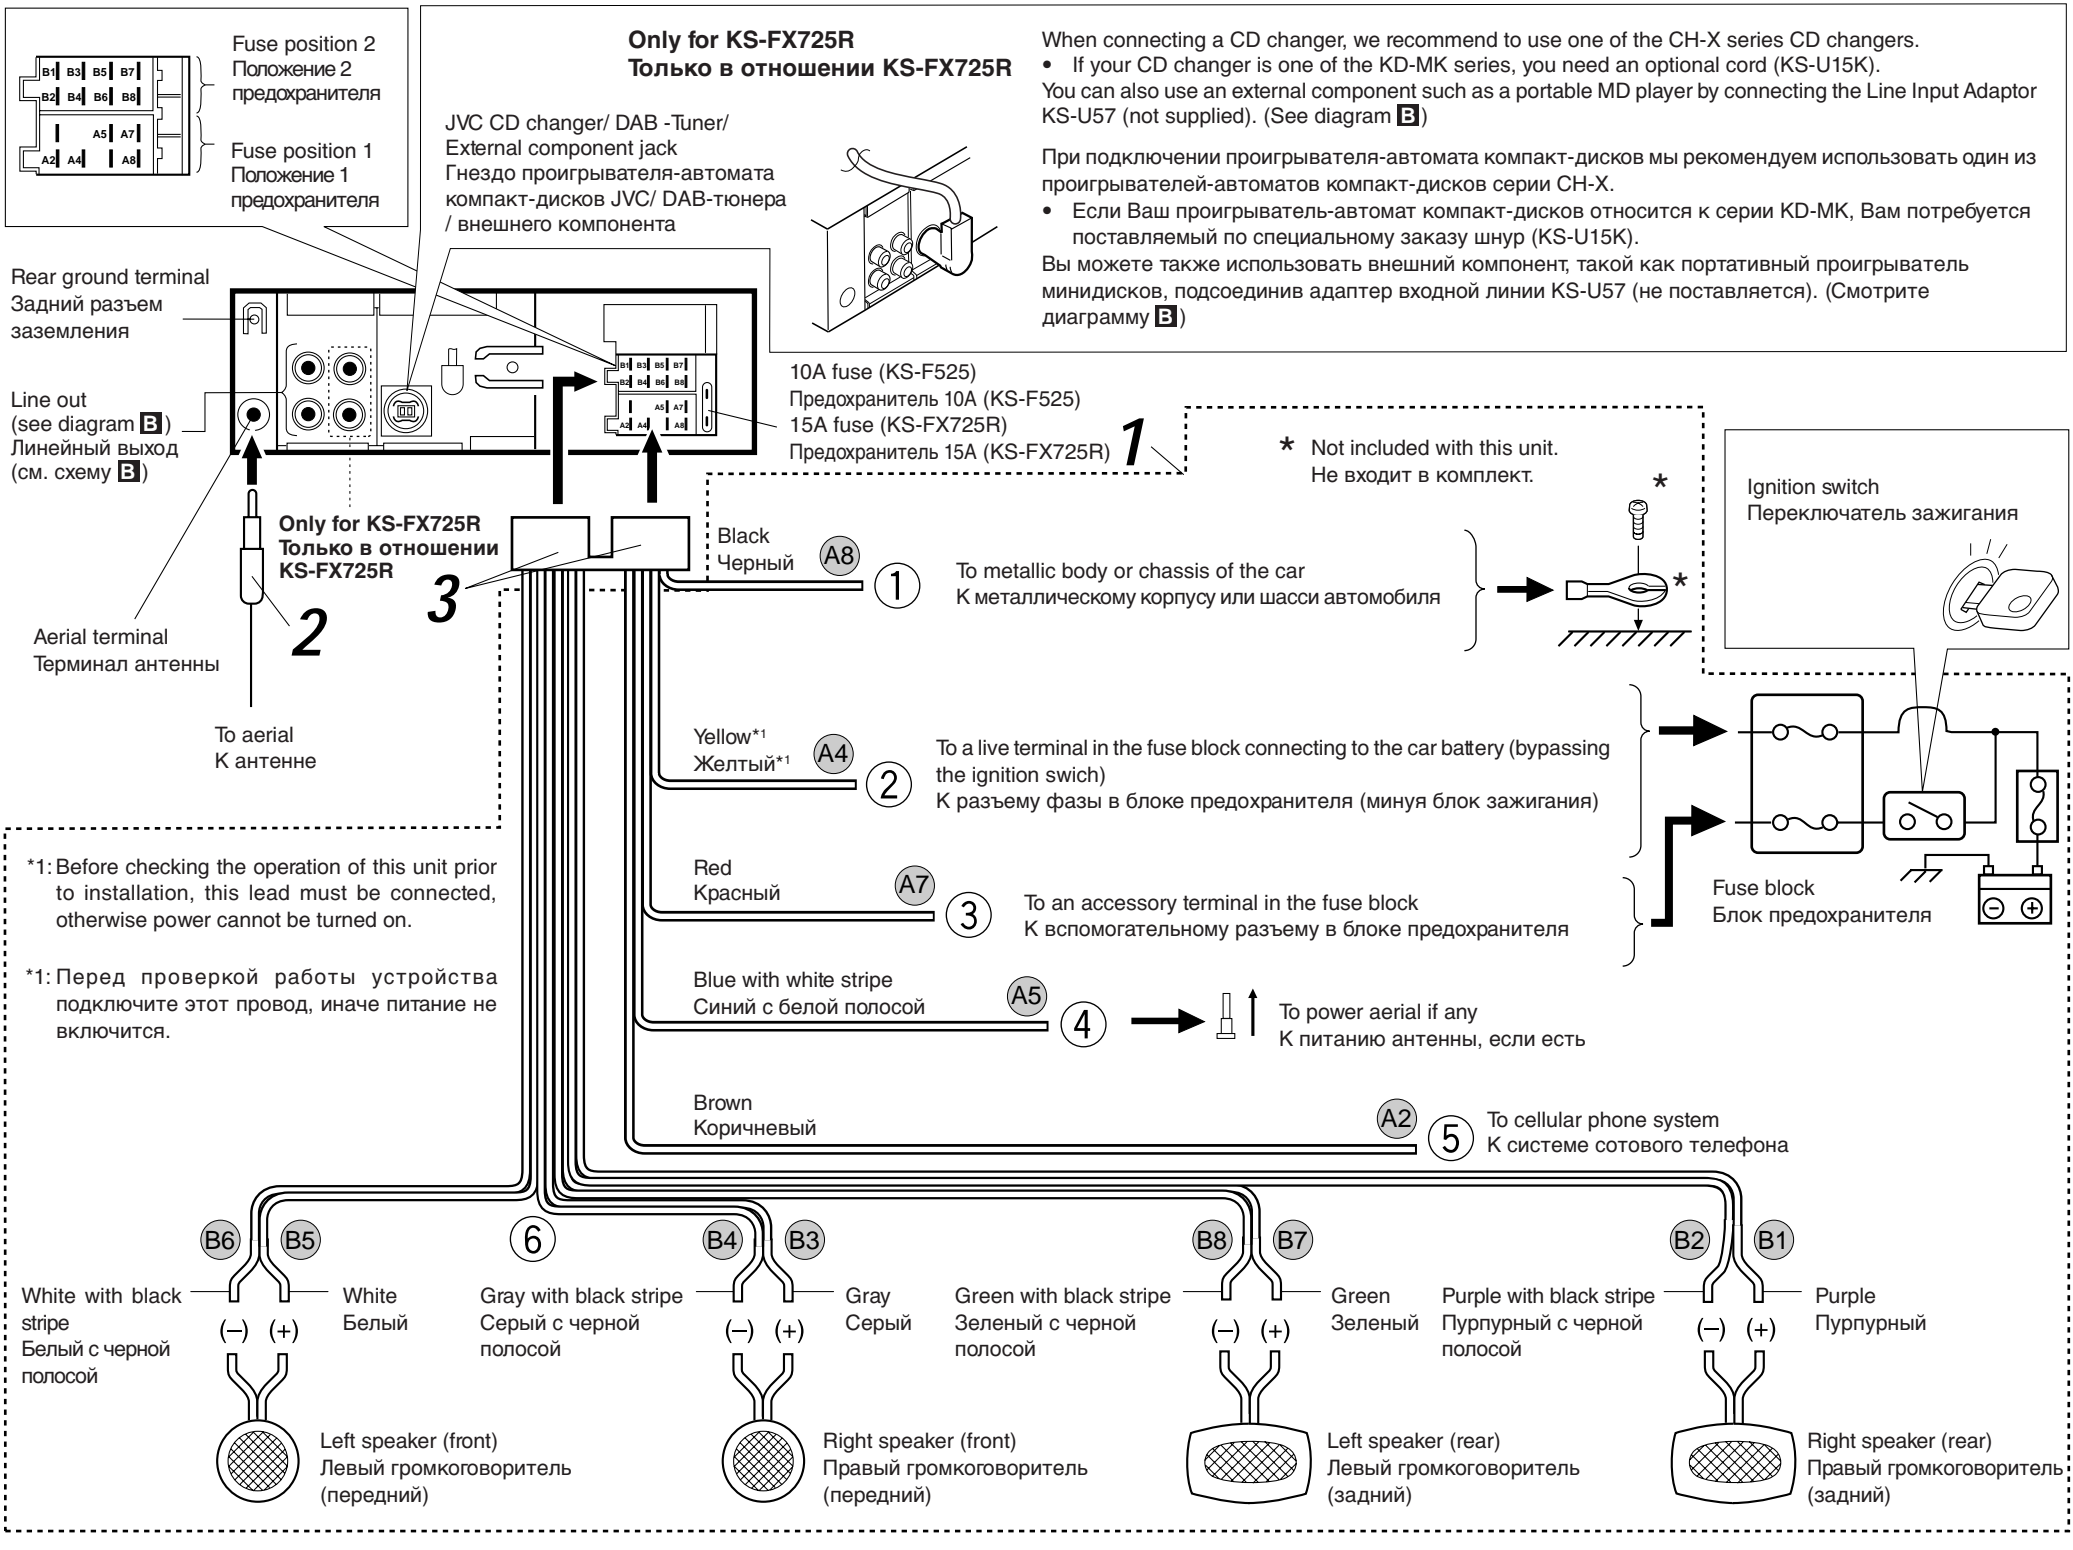 Fuse position 2
Положение 2
предохранителя
B1 B3 B5 B7
B2 B4 B6 B8
A5 A7
A2 A4 A8
Fuse position 1
Положение 1
предохранителя
Only for KS-FX725R
Только в отношении KS-FX725R
JVC CD changer/ DAB -Tuner/
External component jack
Гнездо проигрывателя-автомата
компакт-дисков JVC/ DAB-тюнера
/ внешнего компонента
When connecting a CD changer, we recommend to use one of the CH-X series CD changers.
• If your CD changer is one of the KD-MK series, you need an optional cord (KS-U15K).
You can also use an external component such as a portable MD player by connecting the Line Input Adaptor
KS-U57 (not supplied). (See diagram B)
При подключении проигрывателя-автомата компакт-дисков мы рекомендуем использовать один из
проигрывателей-автоматов компакт-дисков серии CH-X.
• Если Ваш проигрыватель-автомат компакт-дисков относится к серии KD-MK, Вам потребуется
поставляемый по специальному заказу шнур (KS-U15K).
Вы можете также использовать внешний компонент, такой как портативный проигрыватель
минидисков, подсоединив адаптер входной линии KS-U57 (не поставляется). (Смотрите
диаграмму B)
Rear ground terminal
Задний разъем
заземления
Line out
(see diagram B)
Линейный выход
(см. схему B)
B1 B3 B5 B7
B2 B4 B6 B8
A5 A7
A2 A4 A8
10A fuse (KS-F525)
Предохранитель 10A (KS-F525)
15A fuse (KS-FX725R)
Предохранитель 15A (KS-FX725R)
1
* Not included with this unit.
Не входит в комплект.
*
*
Ignition switch
Переключатель зажигания
Only for KS-FX725R
Только в отношении
KS-FX725R
2
3
Aerial terminal
Терминал антенны
To aerial
К антенне
Black
Черный
A8
1
To metallic body or chassis of the car
К металлическому корпусу или шасси автомобиля
Yellow*1
Желтый*1
A4
2
To a live terminal in the fuse block connecting to the car battery (bypassing
the ignition swich)
К разъему фазы в блоке предохранителя (минуя блок зажигания)
*1: Before checking the operation of this unit prior
to installation, this lead must be connected,
otherwise power cannot be turned on.
*1: Перед проверкой работы устройства
подключите этот провод, иначе питание не
включится.
Red
Красный
A7
3
To an accessory terminal in the fuse block
К вспомогательному разъему в блоке предохранителя
Fuse block
Блок предохранителя
Blue with white stripe
Синий с белой полосой
A5
4
To power aerial if any
К питанию антенны, если есть
Brown
Коричневый
A2
5
To cellular phone system
К системе сотового телефона
6
B6 B5
White with black
stripe
Белый с черной
полосой
White
Белый
(–) (+)
Left speaker (front)
Левый громкоговоритель
(передний)
B4 B3
Gray with black stripe
Серый с черной
полосой
Gray
Серый
(–) (+)
Right speaker (front)
Правый громкоговоритель
(передний)
B8 B7
Green with black stripe
Зеленый с черной
полосой
Green
Зеленый
(–) (+)
Left speaker (rear)
Левый громкоговоритель
(задний)
B2 B1
Purple with black stripe
Пурпурный с черной
полосой
Purple
Пурпурный
(–) (+)
Right speaker (rear)
Правый громкоговоритель
(задний)